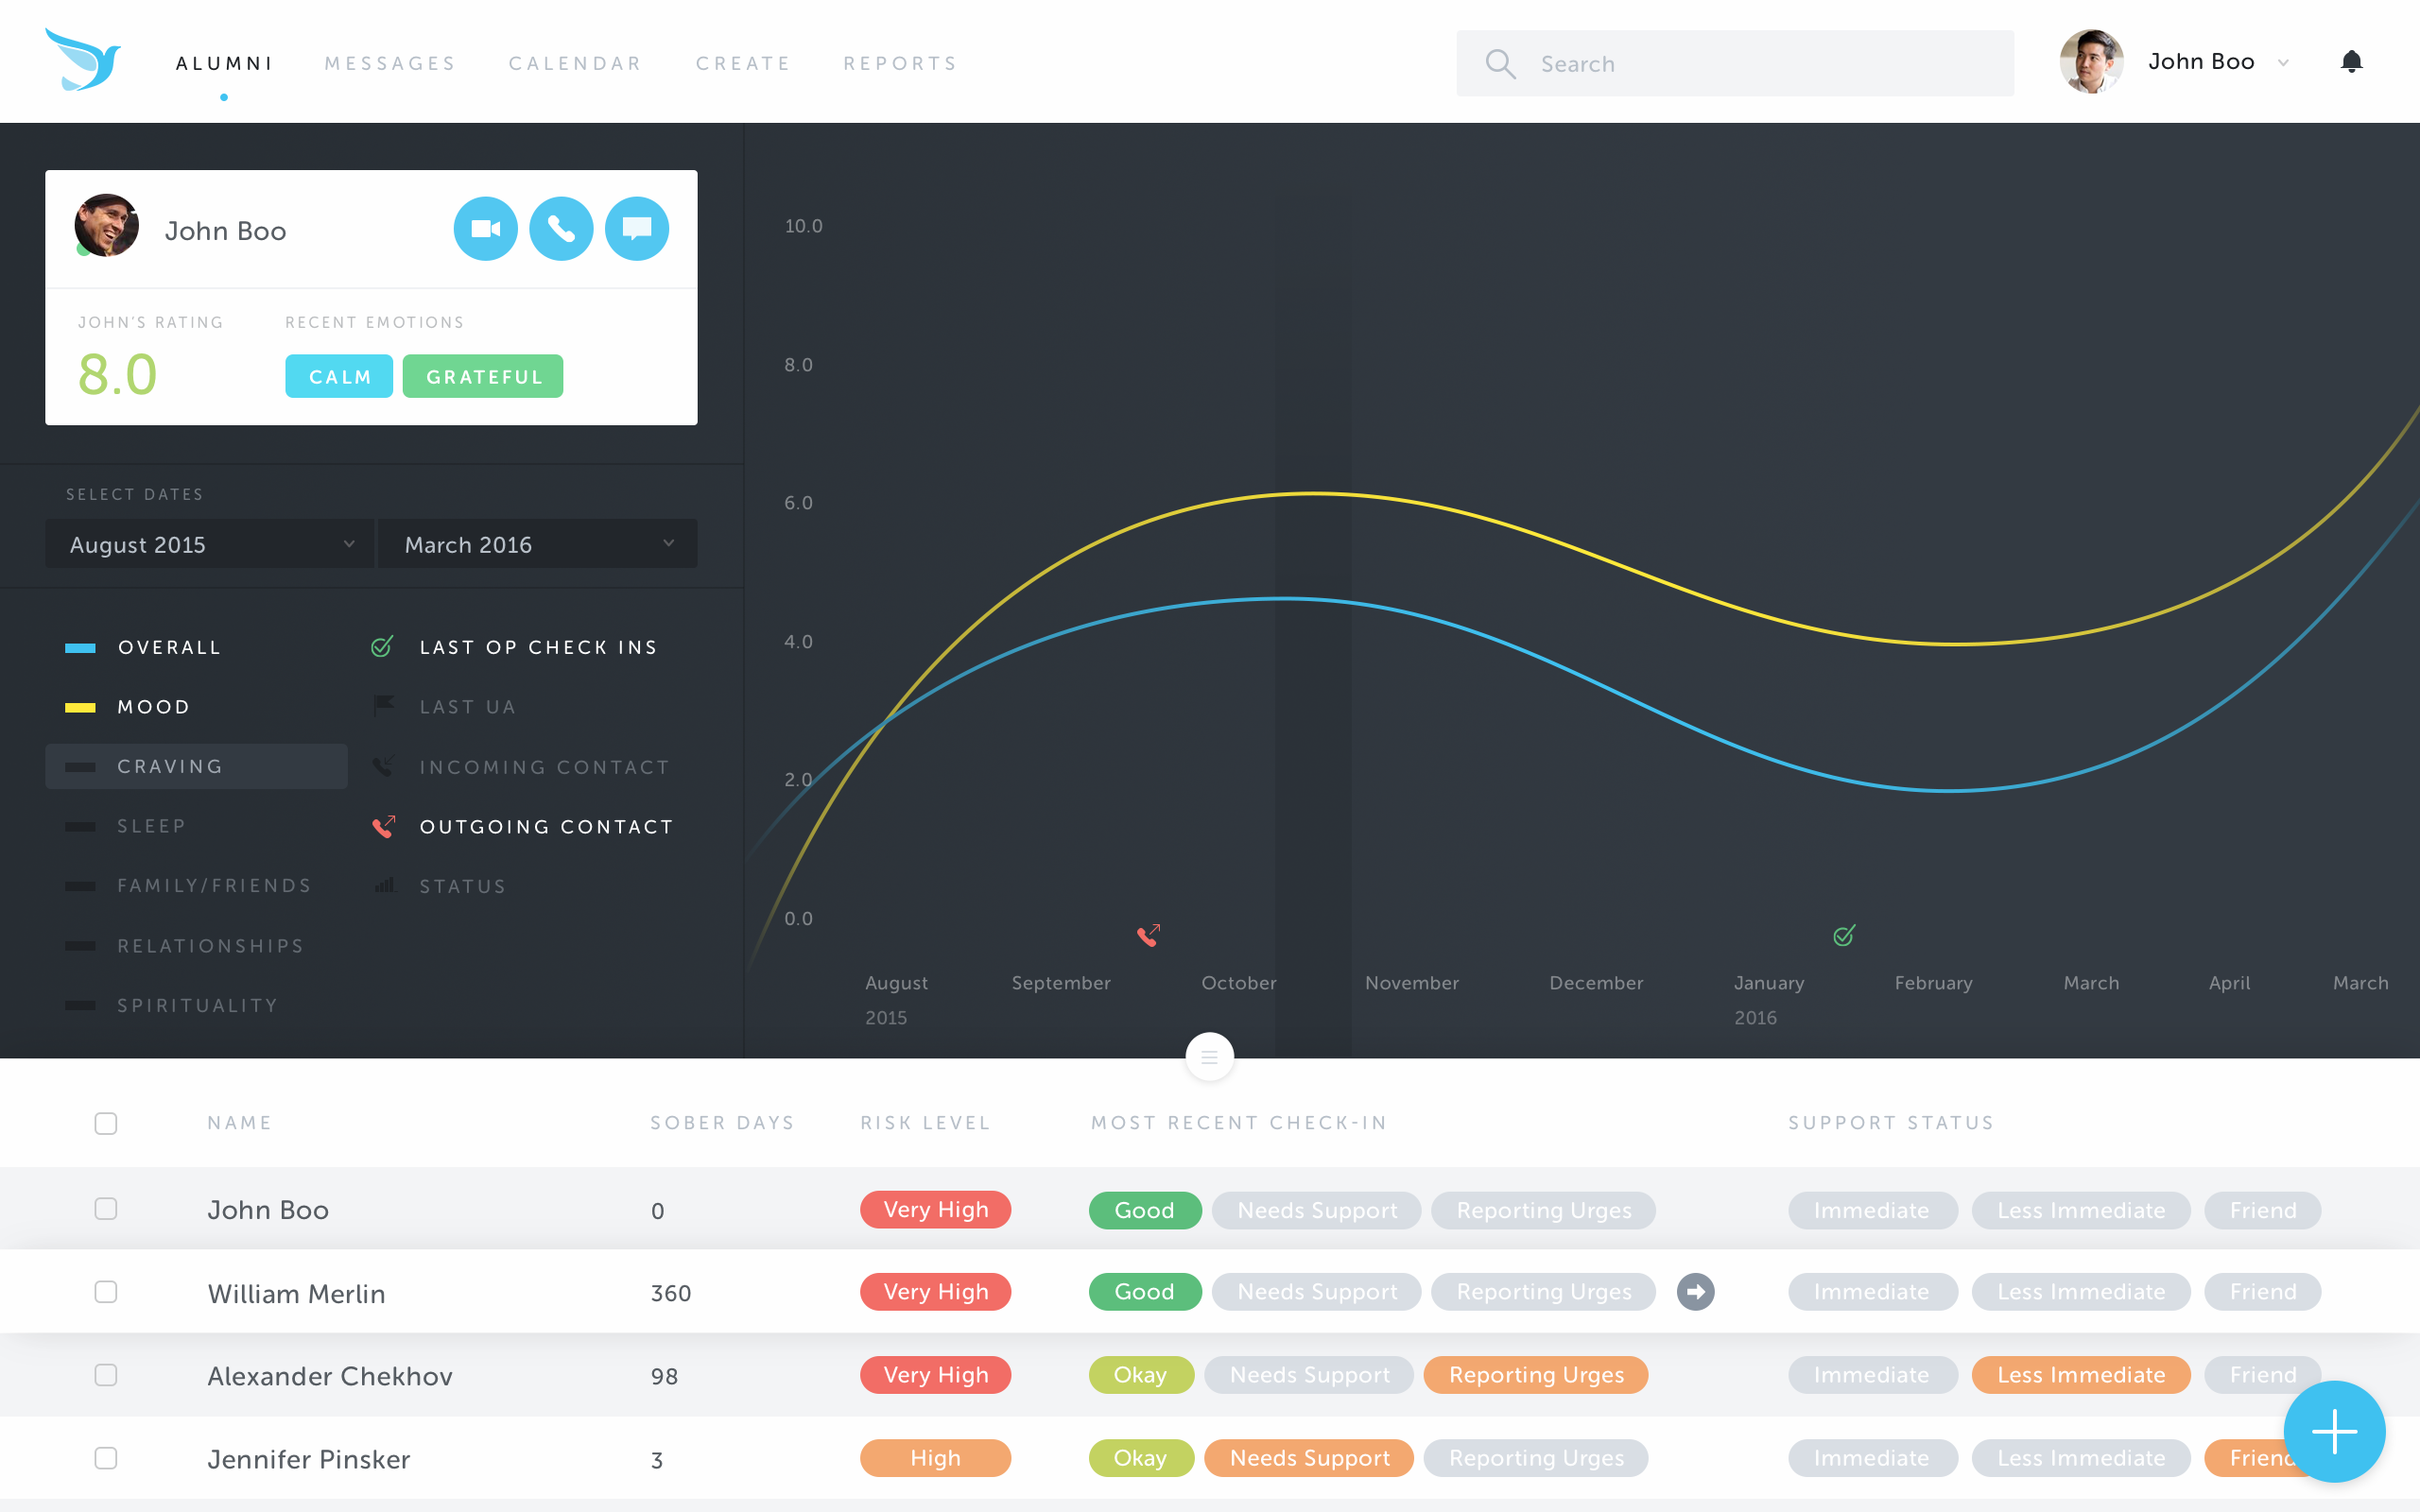 ALUMNI MESSAGES CALENDAR CREATE REPORTS Search John Boo
John Boo
JOHN'S RATING RECENT EMOTIONS
8.0 CALM GRATEFUL
SELECT DATES
August 2015 March 2016
OVERALL LAST OP CHECK INS
MOOD LAST UA
CRAVING INCOMING CONTACT
SLEEP OUTGOING CONTACT
FAMILY/FRIENDS STATUS
RELATIONSHIPS
SPIRITUALITY
10.0
8.0
6.0
4.0
2.0
0.0
August September October November December January February March April March
2015 2016
NAME SOBER DAYS RISK LEVEL MOST RECENT CHECK-IN SUPPORT STATUS
John Boo 0 Very High Good Needs Support Reporting Urges Immediate Less Immediate Friend
William Merlin 360 Very High Good Needs Support Reporting Urges Immediate Less Immediate Friend
Alexander Chekhov 98 Very High Okay Needs Support Reporting Urges Immediate Less Immediate Friend
Jennifer Pinsker 3 High Okay Needs Support Reporting Urges Immediate Less Immediate Friend